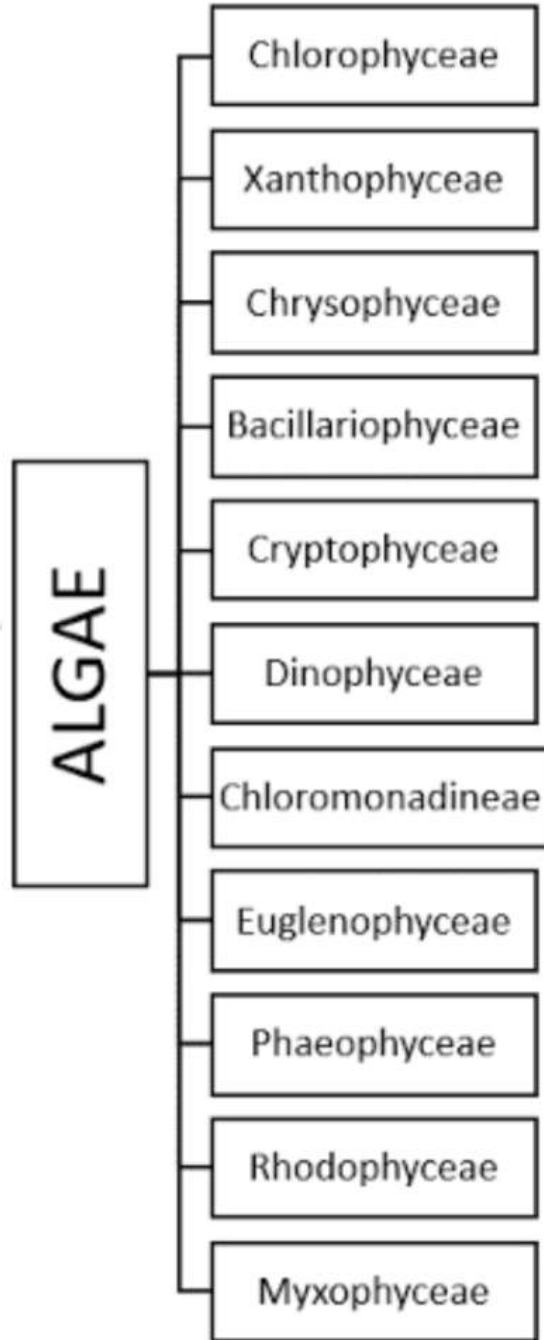 ALGAE
Chlorophyceae
Xanthophyceae
Chrysophyceae
Bacillariophyceae
Cryptophyceae
Dinophyceae
Chloromonadineae
Euglenophyceae
Phaeophyceae
Rhodophyceae
Myxophyceae